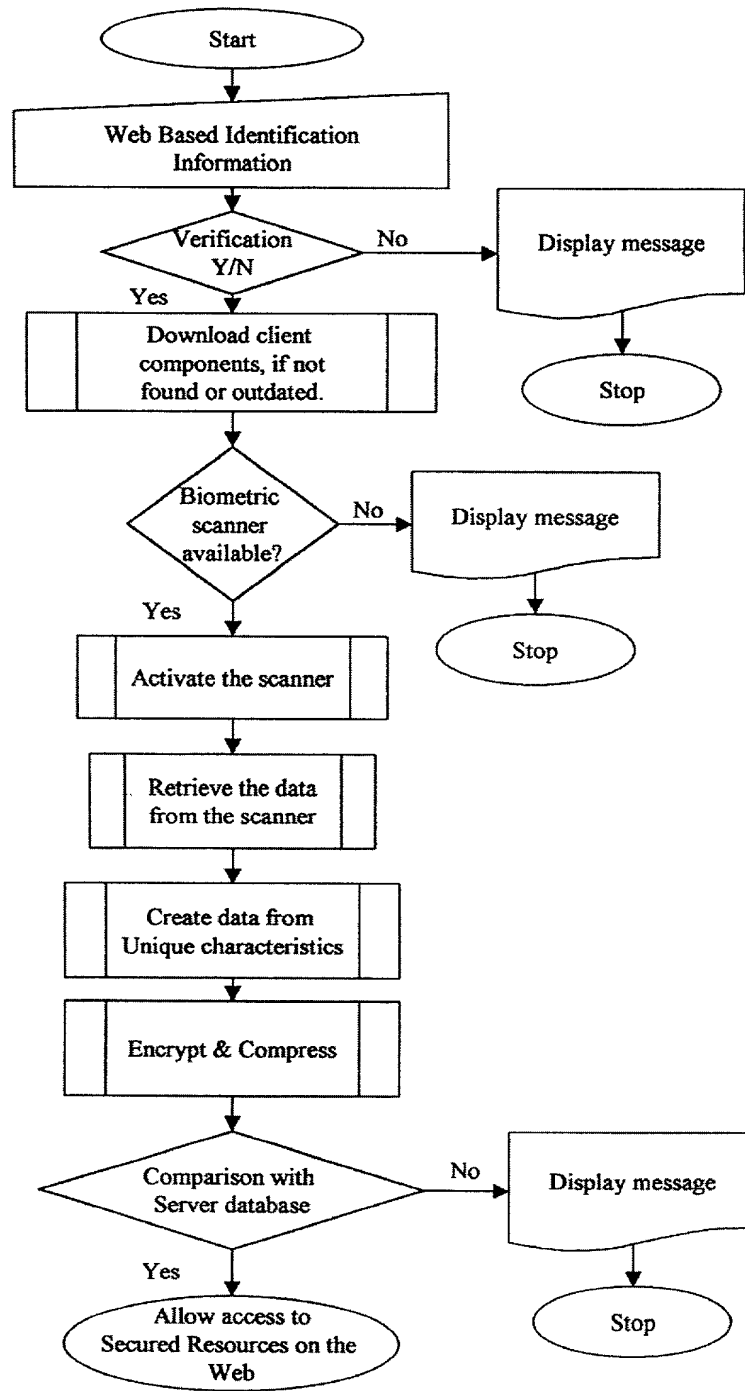 Start
Web Based Identification
Information
Verification
Y/N
No
Display message
Stop
Yes
Download client
components, if not
found or outdated.
Biometric
scanner
available?
No
Display message
Stop
Yes
Activate the scanner
Retrieve the data
from the scanner
Create data from
Unique characteristics
Encrypt & Compress
Comparison with
Server database
No
Display message
Stop
Yes
Allow access to
Secured Resources on the
Web